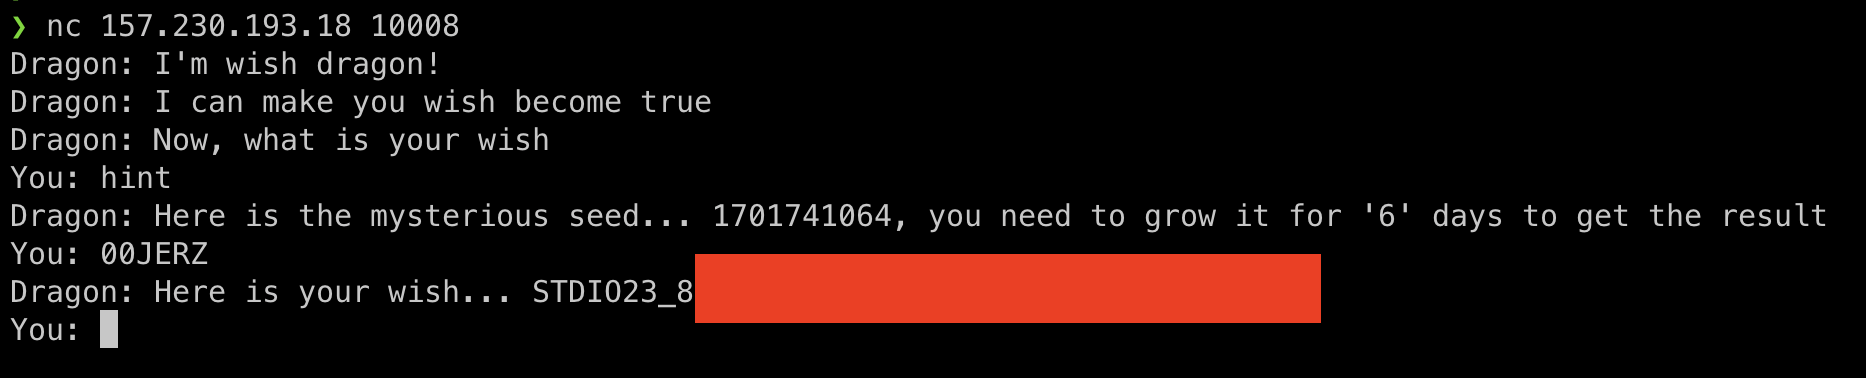 ❯ nc 157.230.193.18 10008
Dragon: I'm wish dragon!
Dragon: I can make you wish become true
Dragon: Now, what is your wish
You: hint
Dragon: Here is the mysterious seed... 1701741064, you need to grow it for '6' days to get the result
You: 00JERZ
Dragon: Here is your wish... STDIO23_8
You: